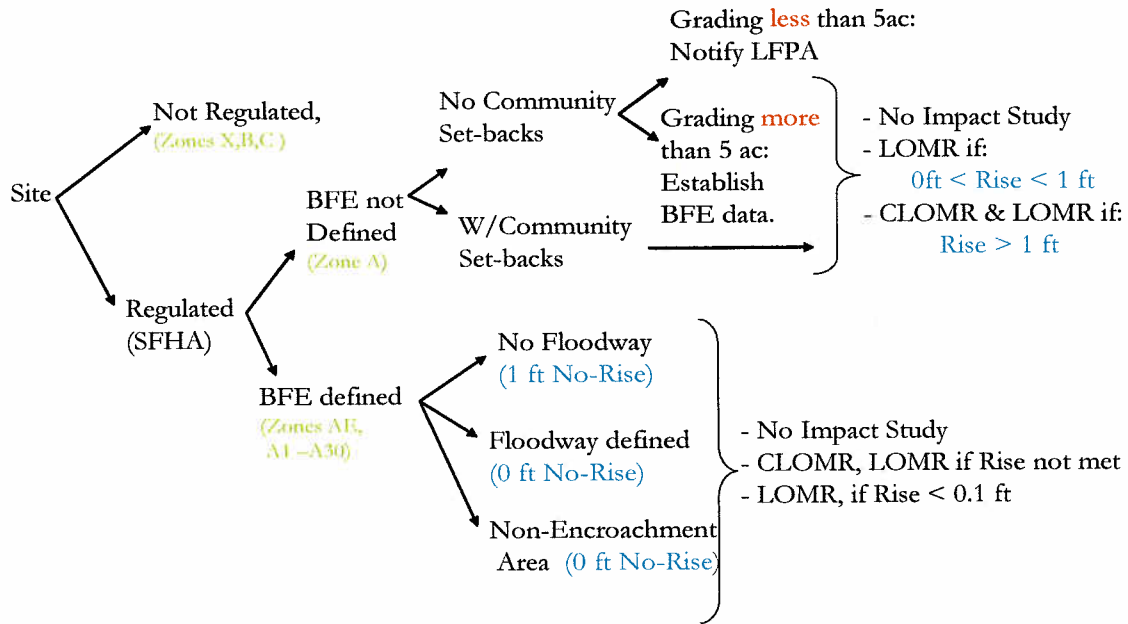 Grading less than 5ac:
Notify LFPA
Not Regulated,
(Zones X,B,C )
No Community
Set-backs
Grading more
than 5 ac:
Establish
BFE data.
- No Impact Study
- LOMR if:
0ft < Rise < 1 ft
- CLOMR & LOMR if:
Rise > 1 ft
Site
BFE not
Defined
(Zone A)
W/Community
Set-backs
Regulated
(SFHA)
No Floodway
(1 ft No-Rise)
BFE defined
(Zones AE,
A1 –A30)
Floodway defined
(0 ft No-Rise)
- No Impact Study
- CLOMR, LOMR if Rise not met
- LOMR, if Rise < 0.1 ft
Non-Encroachment
Area (0 ft No-Rise)